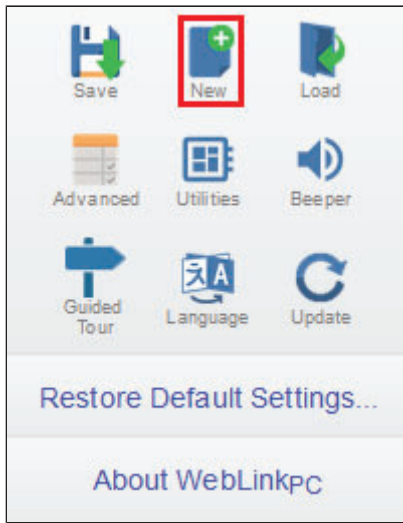 Save New Load
Advanced Utilities Beeper
Guided
Tour
Language Update
Restore Default Settings...
About WebLinkPC